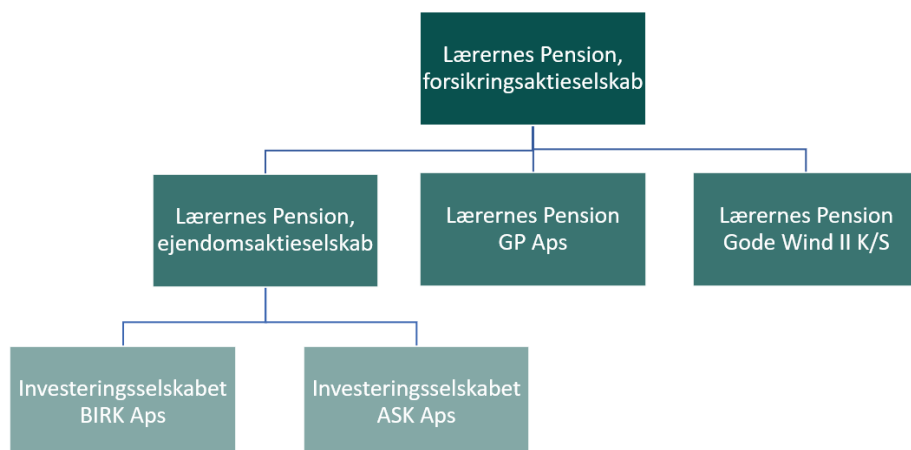 Lærernes Pension,
forsikringsaktieselskab
Lærernes Pension,
ejendomsaktieselskab
Lærernes Pension
GP Aps
Lærernes Pension
Gode Wind II K/S
Investeringsselskabet
BIRK Aps
Investeringsselskabet
ASK Aps